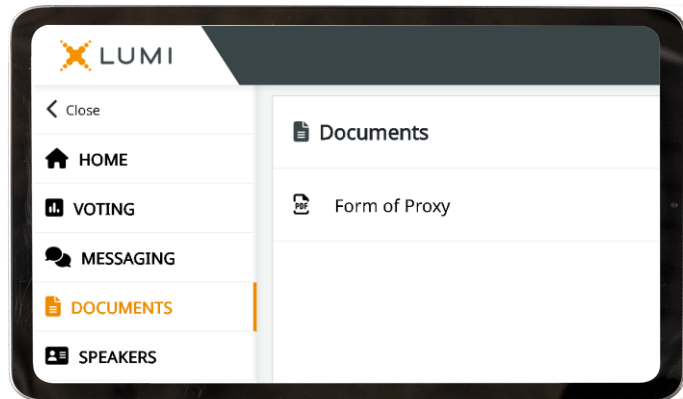 LUMI
Close
HOME
VOTING
MESSAGING
DOCUMENTS
SPEAKERS
Documents
PDF
Form of Proxy